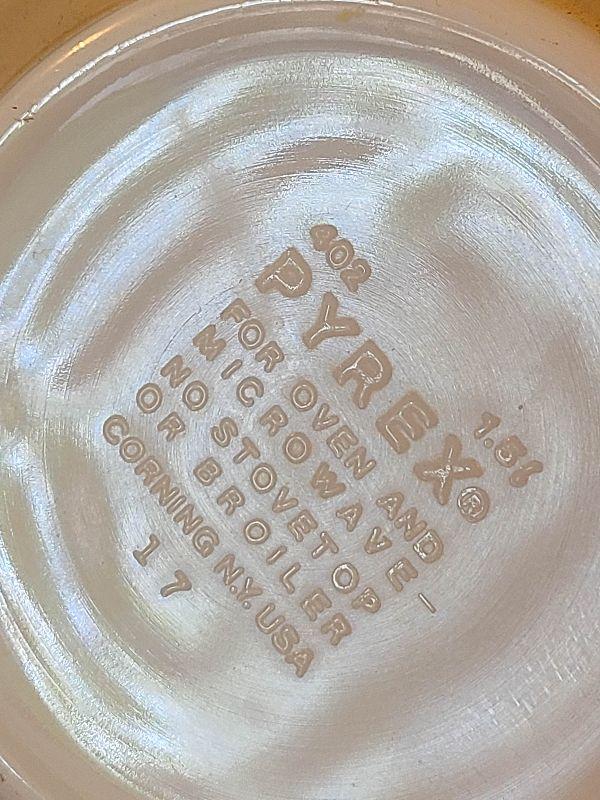 402 1.5ℓ
PYREX®
FOR OVEN AND
MICROWAVE
NO STOVETOP
OR BROILER
CORNING N.Y. USA
17